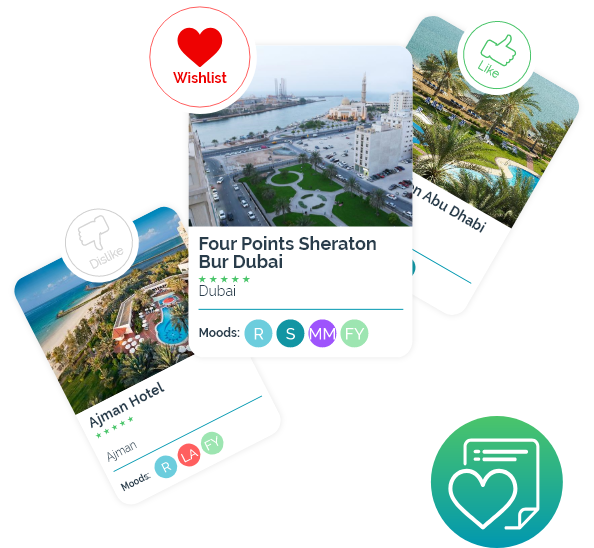 Wishlist
Like
Four Points Sheraton
Bur Dubai
Dubai
Moods: R S MM FY
on Abu Dhabi
Dislike
Ajman Hotel
Ajman
Moods: R LA FY